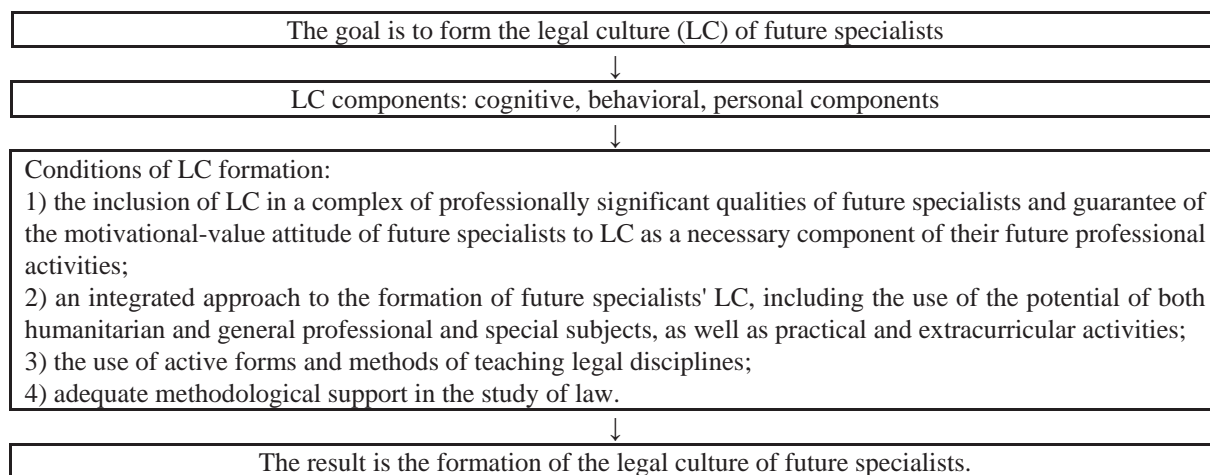 The goal is to form the legal culture (LC) of future specialists
↓
LC components: cognitive, behavioral, personal components
↓
Conditions of LC formation:
1) the inclusion of LC in a complex of professionally significant qualities of future specialists and guarantee of
the motivational-value attitude of future specialists to LC as a necessary component of their future professional
activities;
2) an integrated approach to the formation of future specialists' LC, including the use of the potential of both
humanitarian and general professional and special subjects, as well as practical and extracurricular activities;
3) the use of active forms and methods of teaching legal disciplines;
4) adequate methodological support in the study of law.
↓
The result is the formation of the legal culture of future specialists.